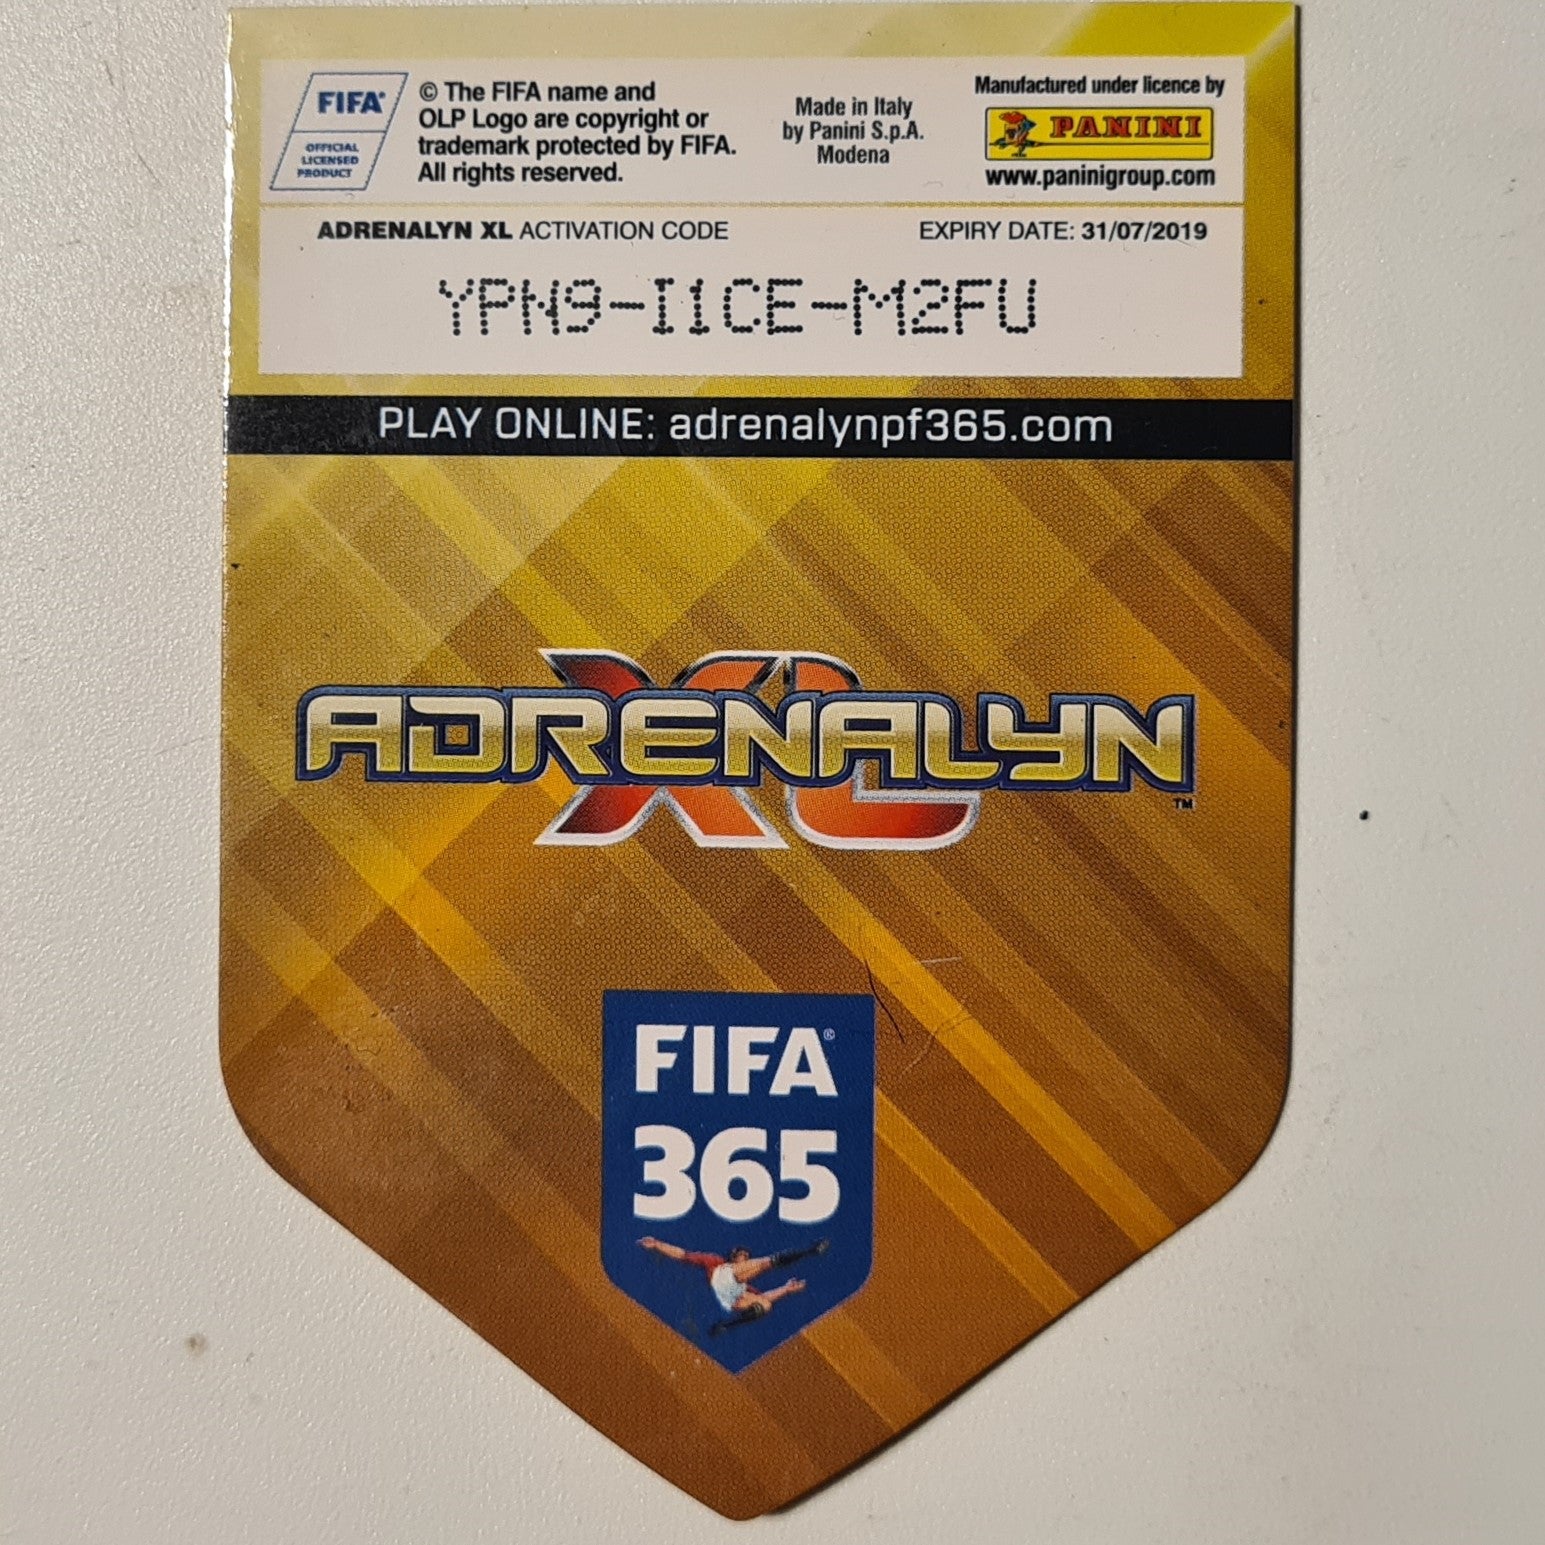 FIFA®
OFFICIAL
LICENSED
PRODUCT
© The FIFA name and
OLP Logo are copyright or
trademark protected by FIFA.
All rights reserved.
Made in Italy
by Panini S.p.A.
Modena
Manufactured under licence by
PANINI
www.paninigroup.com
ADRENALYN XL ACTIVATION CODE
EXPIRY DATE: 31/07/2019
YPN9-I1CE-M2FU
PLAY ONLINE: adrenalynpf365.com
ADRENALYN XL™
FIFA®
365